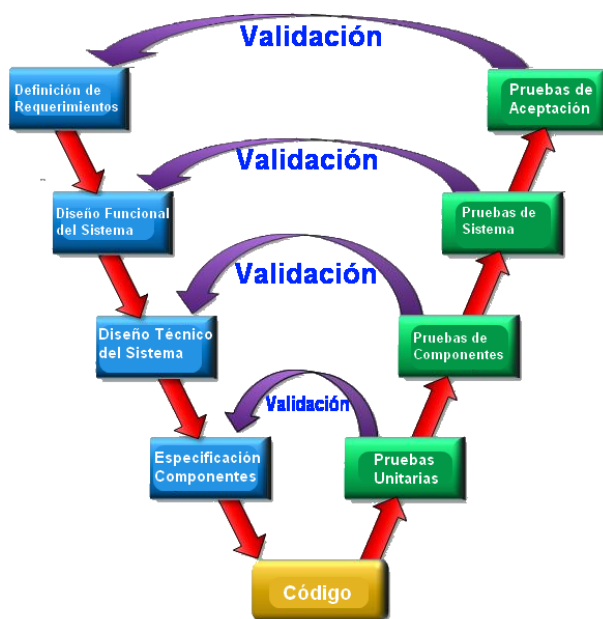 Validación
Definición de
Requerimientos
Pruebas de
Aceptación
Validación
Diseño Funcional
del Sistema
Pruebas de
Sistema
Validación
Diseño Técnico
del Sistema
Pruebas de
Componentes
Validación
Especificación
Componentes
Pruebas
Unitarias
Código